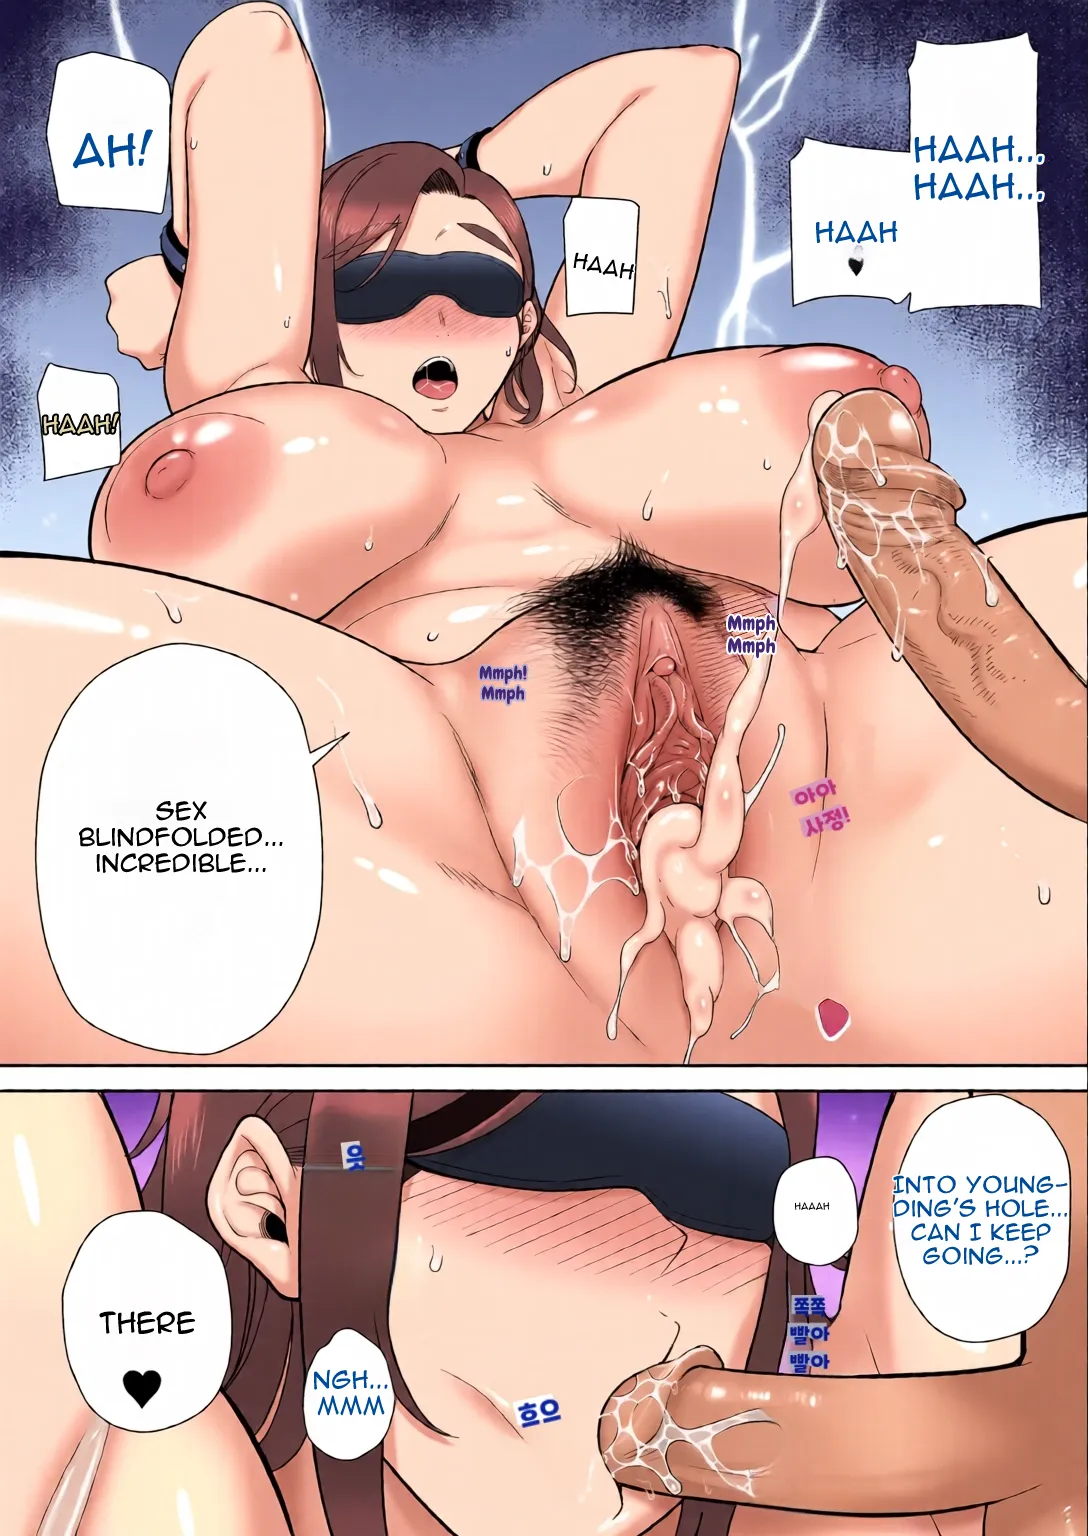 AH!
HAAH...
HAAH...
HAAH
HAAH
HAAH!
Mmph
Mmph
Mmph!
Mmph
아아
사정!
SEX
BLINDFOLDED...
INCREDIBLE...
읏
HAAAH
INTO YOUNG-
DING'S HOLE...
CAN I KEEP
GOING...?
THERE
쪽쪽
빨아
빨아
NGH...
MMM
흐으